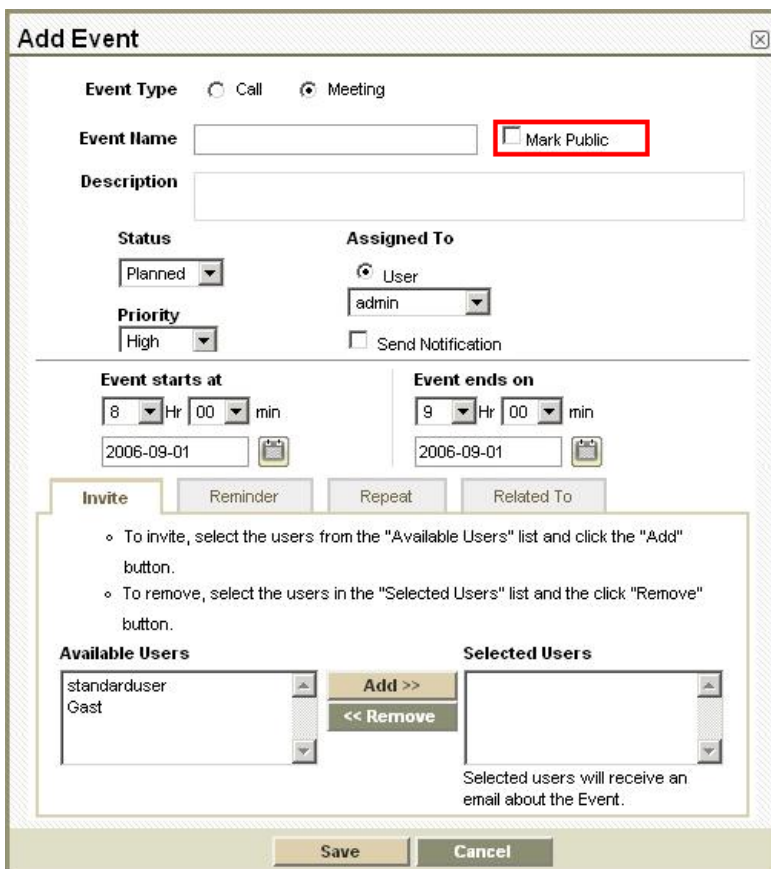 Add Event
Event Type Call Meeting
Event Name Mark Public
Description
Status Assigned To
Planned User
admin
Priority
High Send Notification
Event starts at Event ends on
8 Hr 00 min 9 Hr 00 min
2006-09-01 2006-09-01
Invite Reminder Repeat Related To
To invite, select the users from the "Available Users" list and click the "Add"
button.
To remove, select the users in the "Selected Users" list and the click "Remove"
button.
Available Users Selected Users
standarduser Add >>
Gast << Remove
Selected users will receive an
email about the Event.
Save Cancel